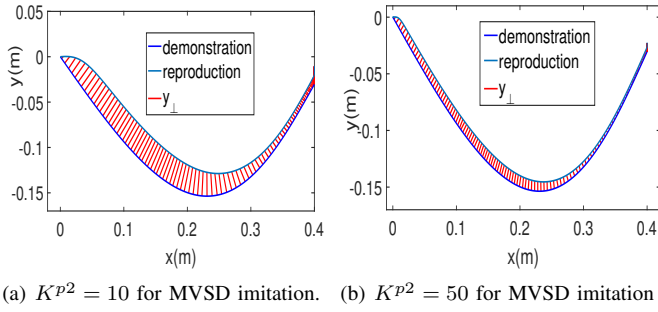 0.05
0
-0.05
-0.1
-0.15
y(m)
demonstration
reproduction
y⊥
0 0.1 0.2 0.3 0.4
x(m)
(a) K^{p2} = 10 for MVSD imitation.
0
-0.05
-0.1
-0.15
y(m)
demonstration
reproduction
y⊥
0 0.1 0.2 0.3 0.4
x(m)
(b) K^{p2} = 50 for MVSD imitation